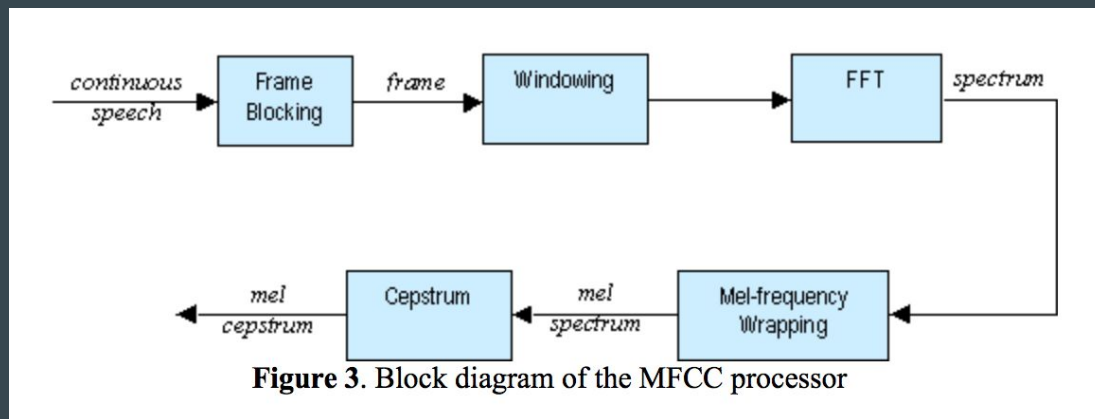 continuous
speech
Frame
Blocking
frame
Windowing
FFT
spectrum
Mel-frequency
Wrapping
mel
spectrum
Cepstrum
mel
cepstrum
Figure 3. Block diagram of the MFCC processor